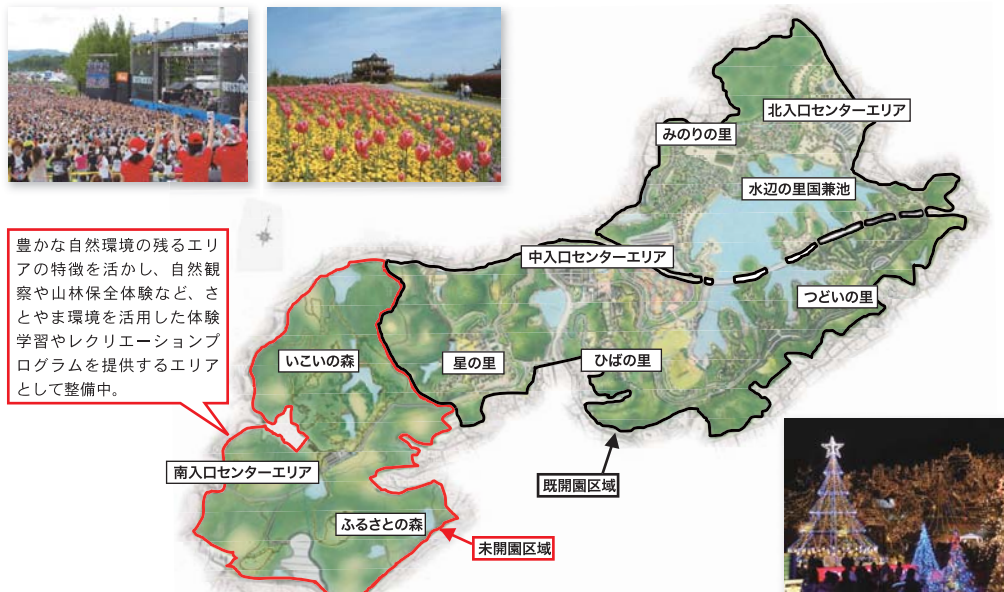 北入口センターエリア
みのりの里
水辺の里国兼池
中入口センターエリア
つどいの里
豊かな自然環境の残るエリ
アの特徴を活かし、自然観
察や山林保全体験など、さ
とやま環境を活用した体験
学習やレクリエーションプ
ログラムを提供するエリア
として整備中。
いこいの森
星の里
ひばの里
南入口センターエリア
既開園区域
ふるさとの森
未開園区域